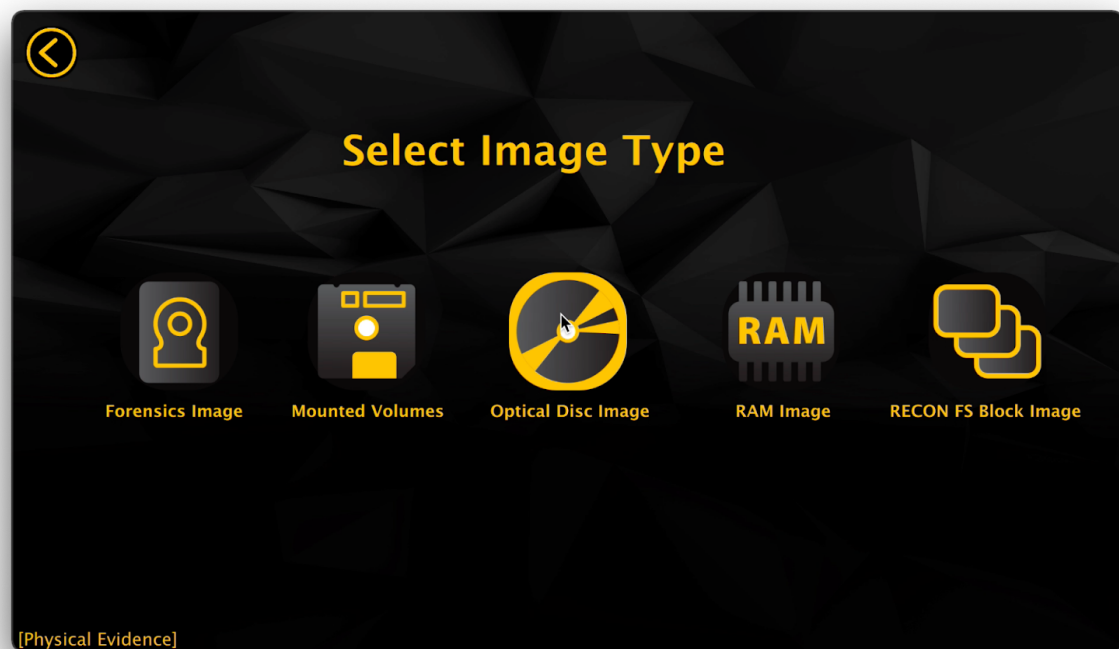 Select Image Type
RAM
Forensics Image
Mounted Volumes
Optical Disc Image
RAM Image
RECON FS Block Image
[Physical Evidence]